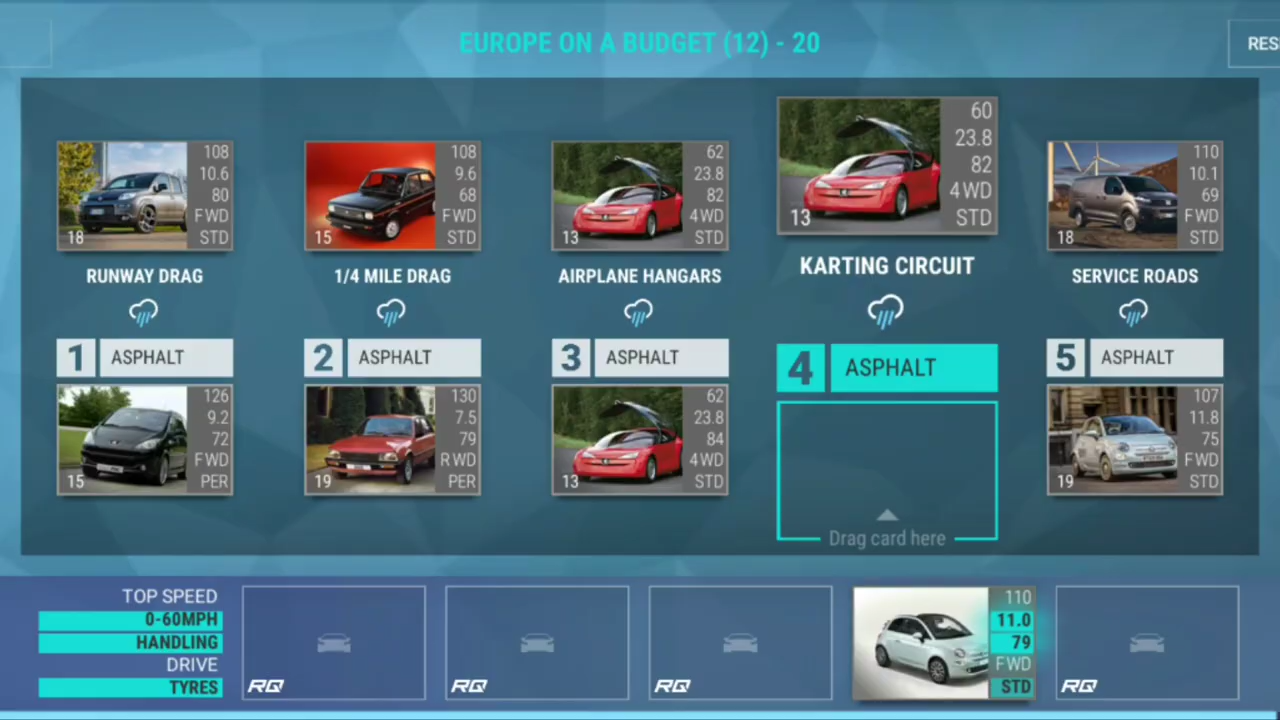 EUROPE ON A BUDGET (12) - 20
RES
108
10.6
80
FWD
STD
18
108
9.6
68
FWD
STD
15
62
23.8
82
4WD
STD
13
60
23.8
82
4WD
STD
13
110
10.1
69
FWD
STD
18
RUNWAY DRAG
1/4 MILE DRAG
AIRPLANE HANGARS
KARTING CIRCUIT
SERVICE ROADS
1 ASPHALT
2 ASPHALT
3 ASPHALT
4 ASPHALT
5 ASPHALT
126
9.2
72
FWD
PER
15
130
7.5
79
RWD
PER
19
62
23.8
84
4WD
STD
13
Drag card here
107
11.8
75
FWD
STD
19
TOP SPEED
0-60MPH
HANDLING
DRIVE
TYRES
RQ
RQ
RQ
110
11.0
79
FWD
STD
RQ